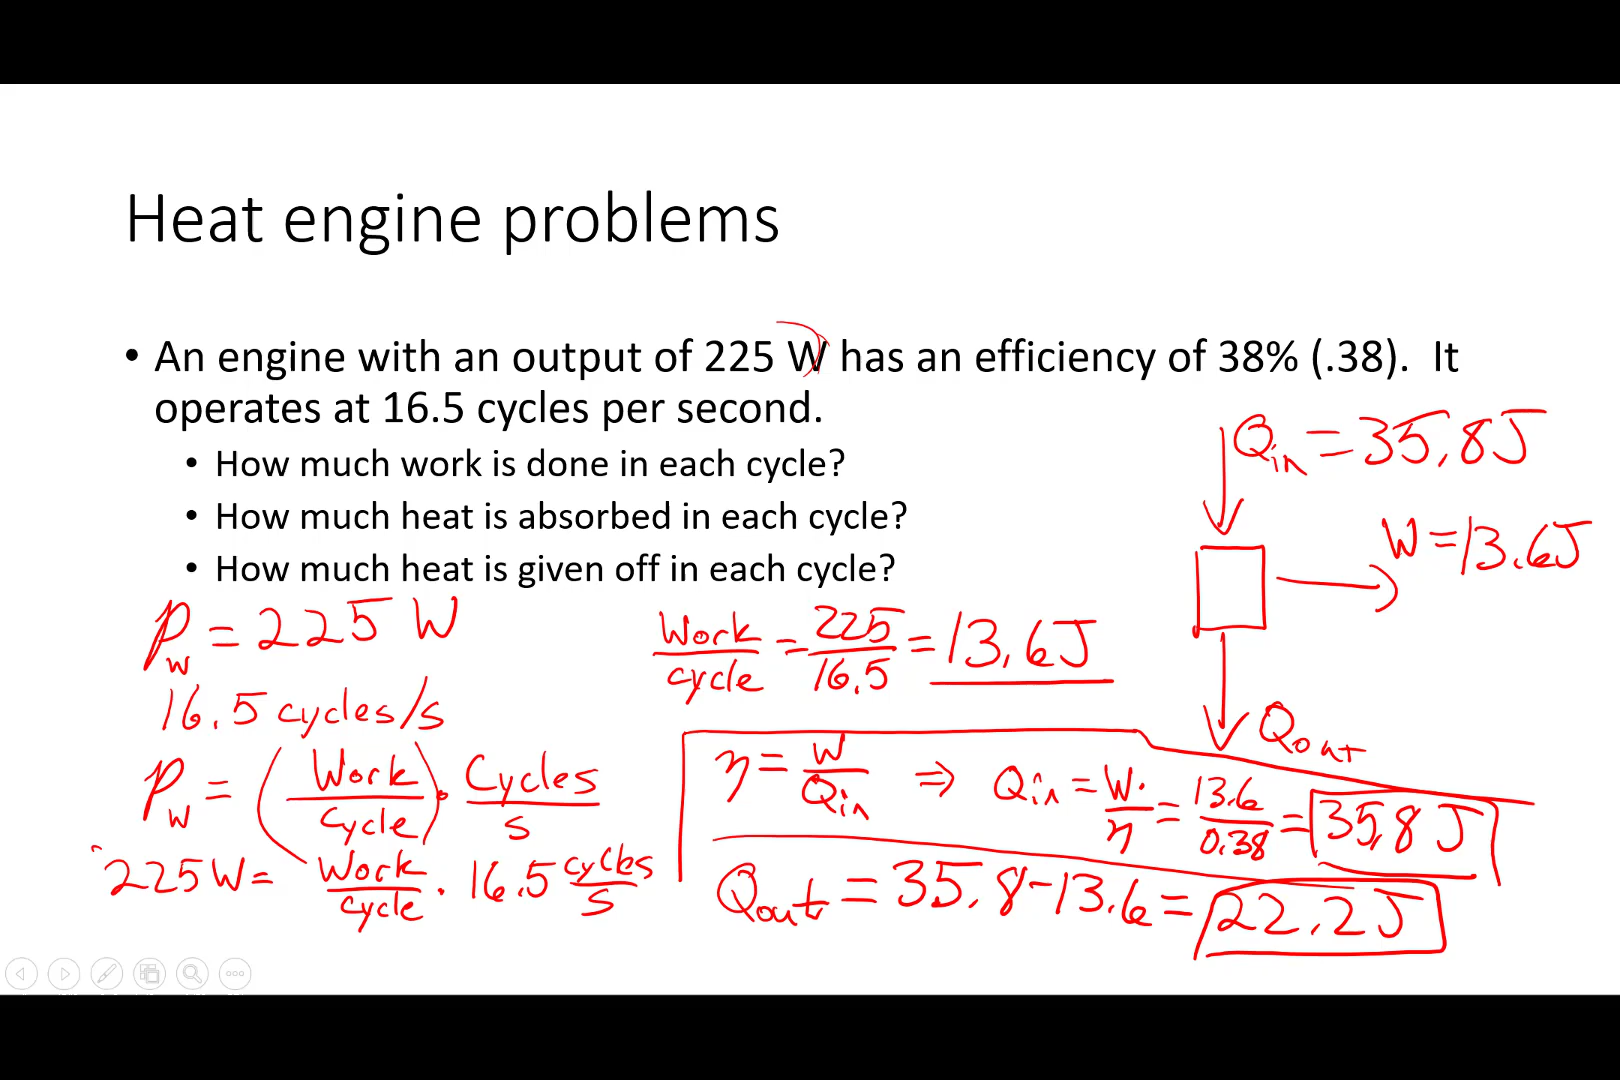 Heat engine problems
• An engine with an output of 225 W has an efficiency of 38% (.38). It
operates at 16.5 cycles per second.
• How much work is done in each cycle?
• How much heat is absorbed in each cycle?
• How much heat is given off in each cycle?
Qin = 35.8J
W = 13.6J
Qout
Pw = 225 W
16.5 cycles/s
Pw = (Work/cycle) · Cycles/s
225W = Work/cycle · 16.5 cycles/s
Work/cycle = 225/16.5 = 13.6J
η = W/Qin ⇒ Qin = W/η = 13.6/0.38 = 35.8 J
Qout = 35.8-13.6 = 22.2J